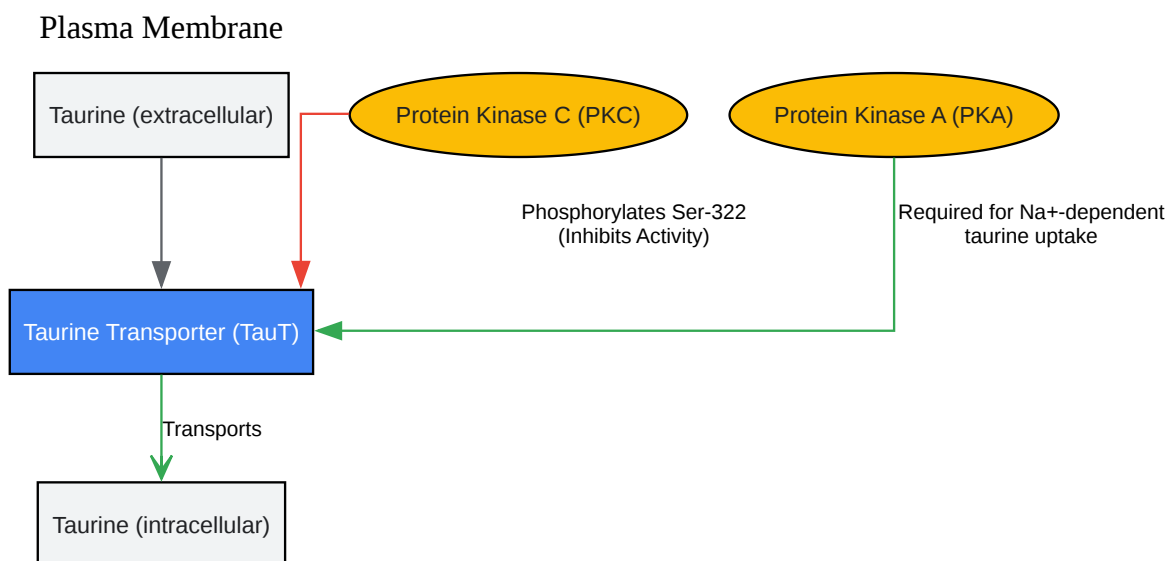 Plasma Membrane
Taurine (extracellular)
Protein Kinase C (PKC)
Protein Kinase A (PKA)
Phosphorylates Ser-322
(Inhibits Activity)
Required for Na+-dependent
taurine uptake
Taurine Transporter (TauT)
Transports
Taurine (intracellular)